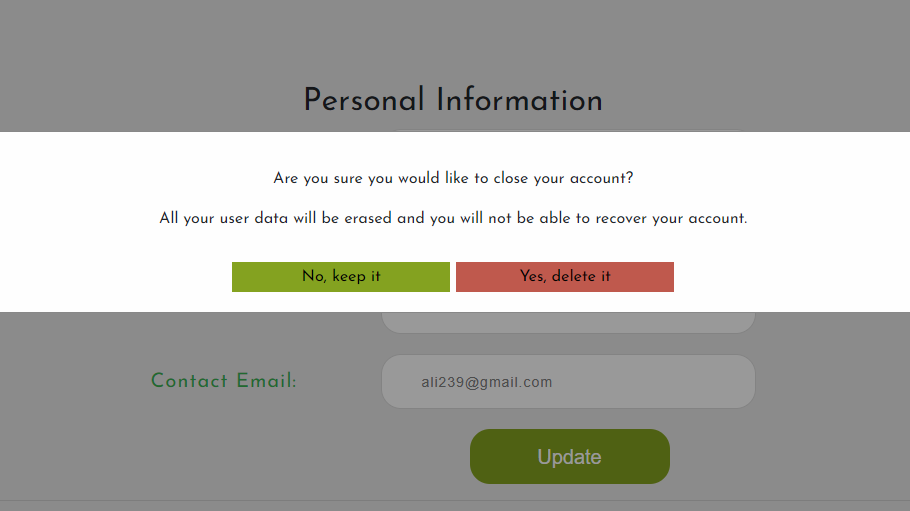 Personal Information
Are you sure you would like to close your account?
All your user data will be erased and you will not be able to recover your account.
No, keep it
Yes, delete it
Contact Email:
ali239@gmail.com
Update